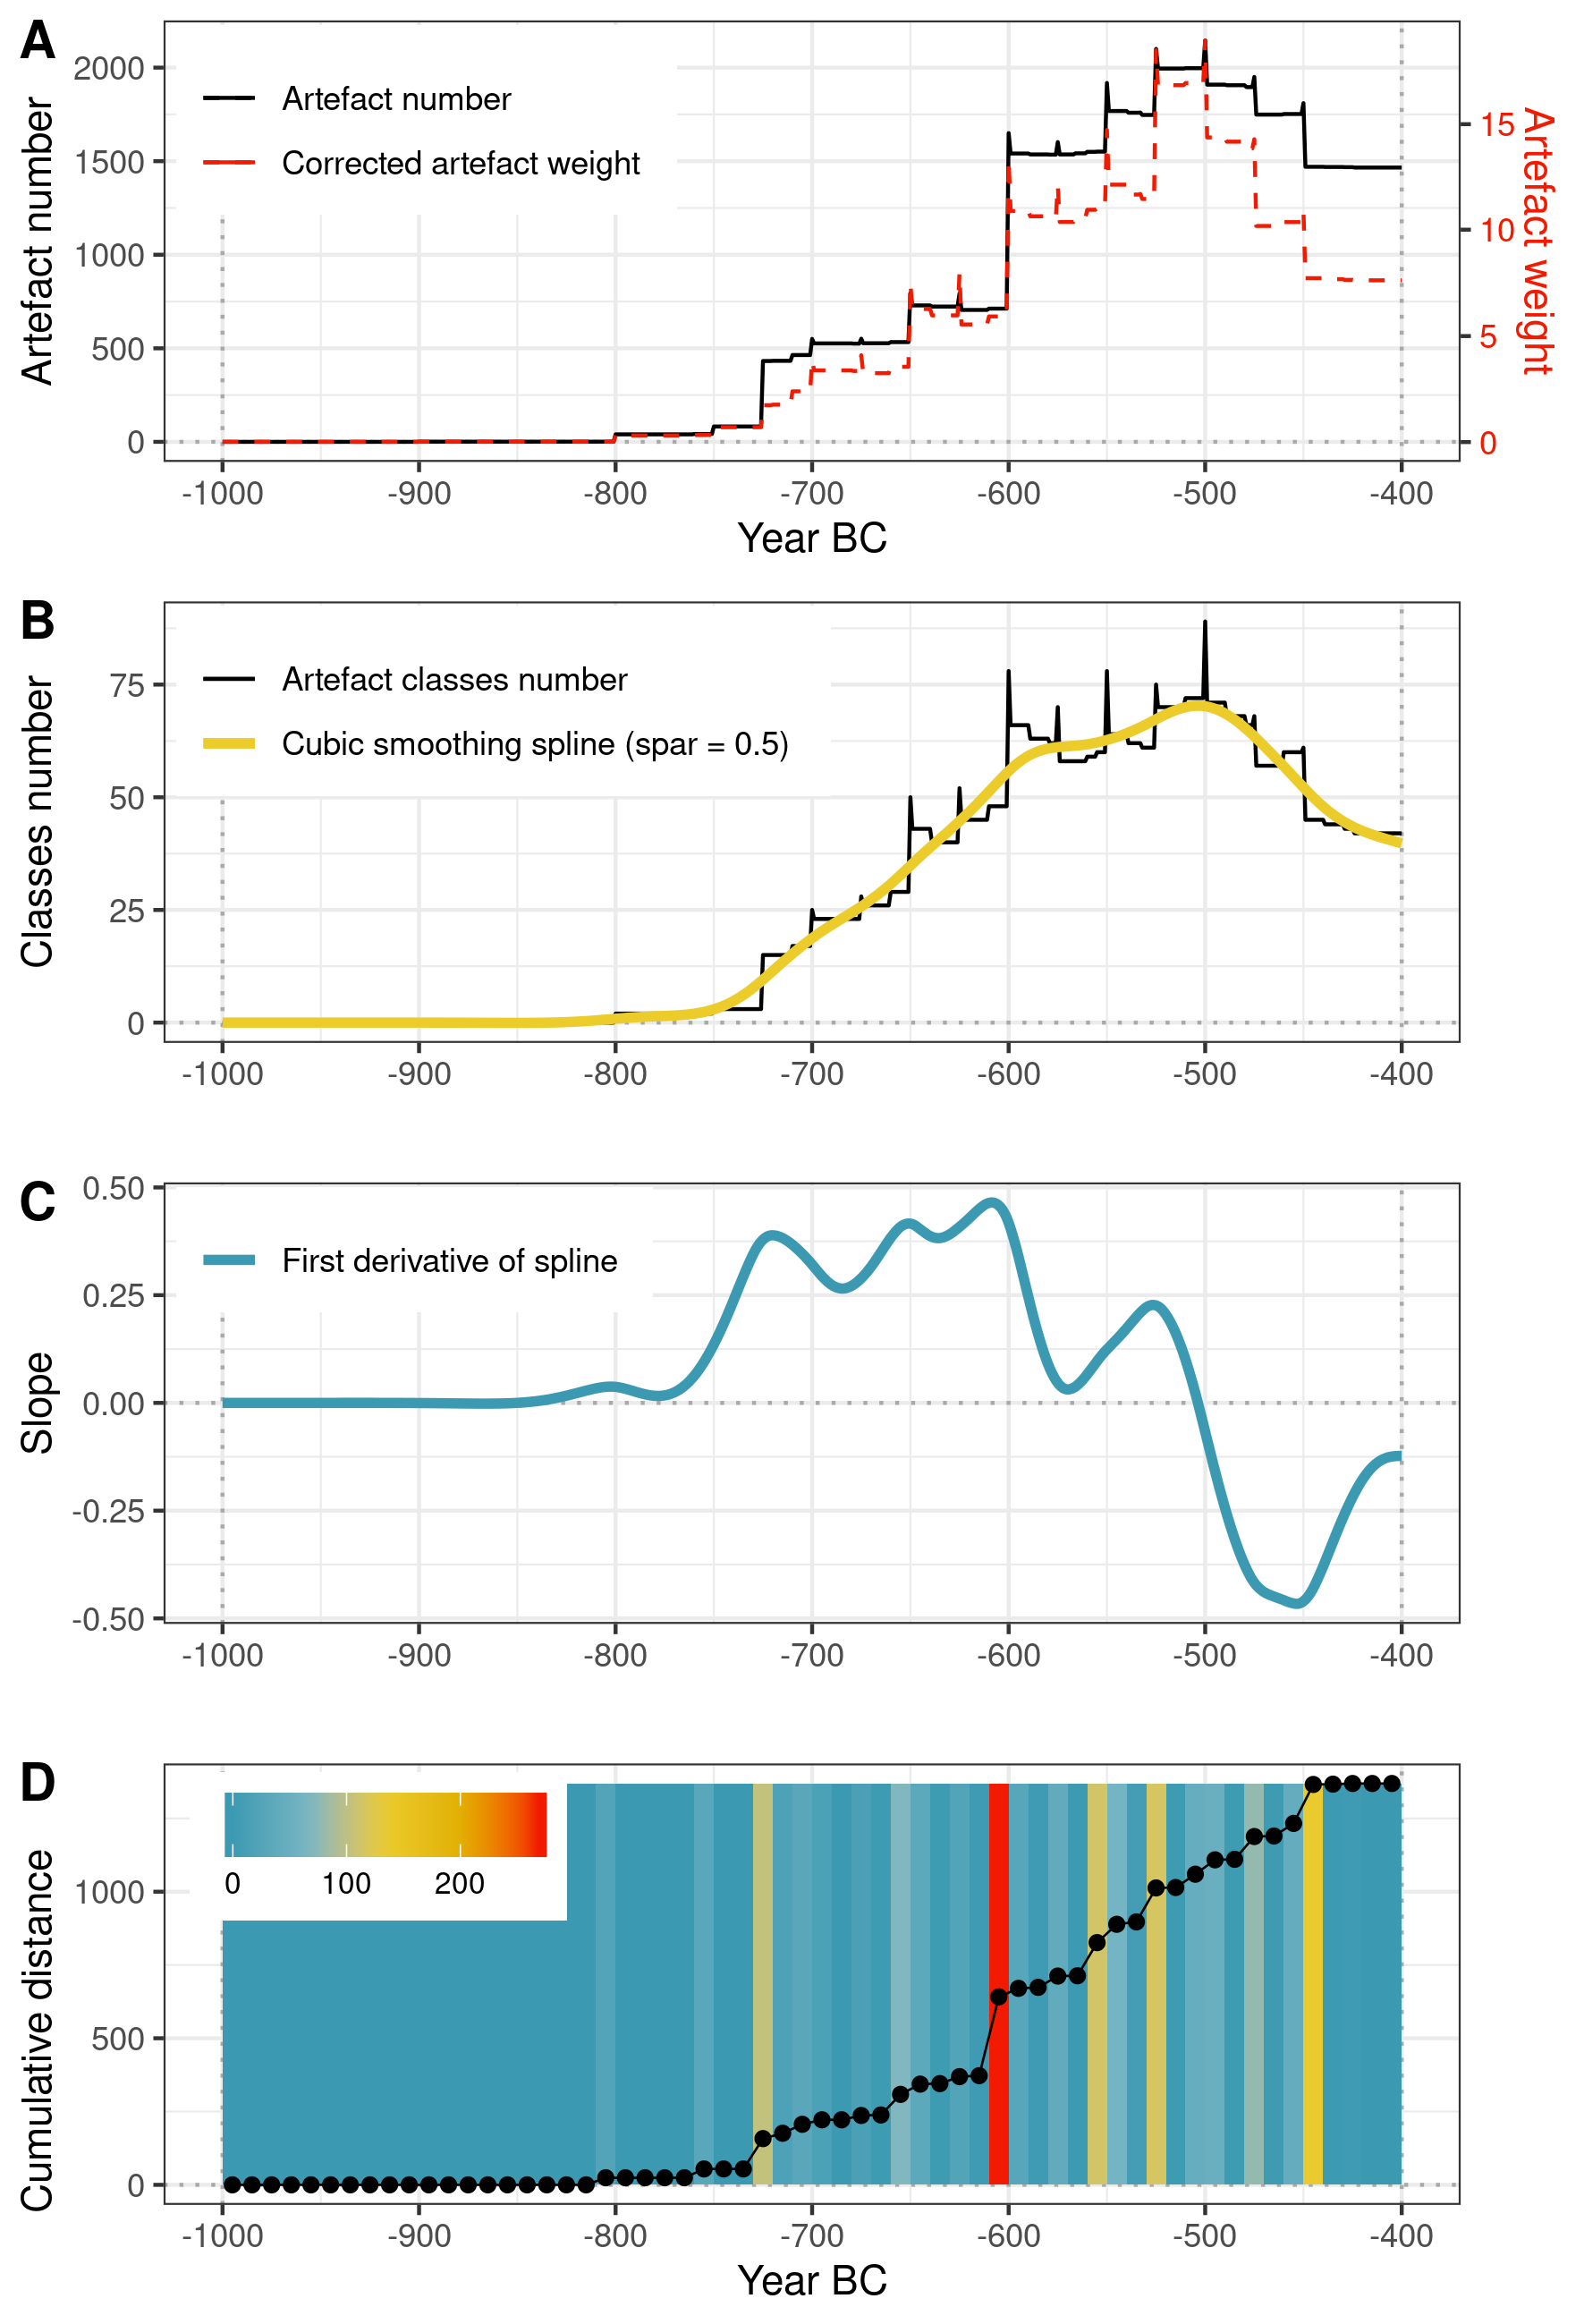 A
Artefact number
2000
1500
1000
500
0
Artefact number
Corrected artefact weight
15
10
5
0
Artefact weight
-1000 -900 -800 -700 -600 -500 -400
Year BC
B
Classes number
75
50
25
0
Artefact classes number
Cubic smoothing spline (spar = 0.5)
-1000 -900 -800 -700 -600 -500 -400
C
Slope
0.50
0.25
0.00
-0.25
-0.50
First derivative of spline
-1000 -900 -800 -700 -600 -500 -400
D
Cumulative distance
1000
500
0
0 100 200
-1000 -900 -800 -700 -600 -500 -400
Year BC